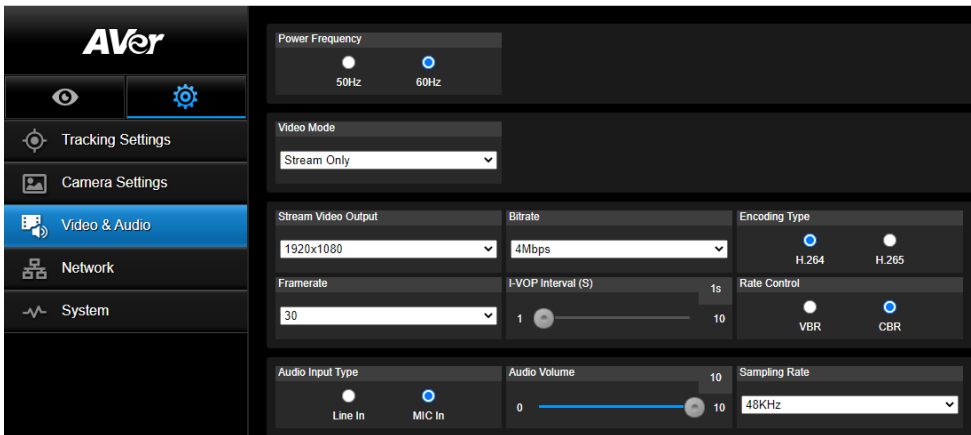 AVer
Tracking Settings
Camera Settings
Video & Audio
Network
System
Power Frequency
50Hz 60Hz
Video Mode
Stream Only
Stream Video Output Bitrate Encoding Type
1920x1080 4Mbps H.264 H.265
Framerate I-VOP Interval (S) 1s Rate Control
30 1 10 VBR CBR
Audio Input Type Audio Volume 10 Sampling Rate
Line In MIC In 0 10 48KHz